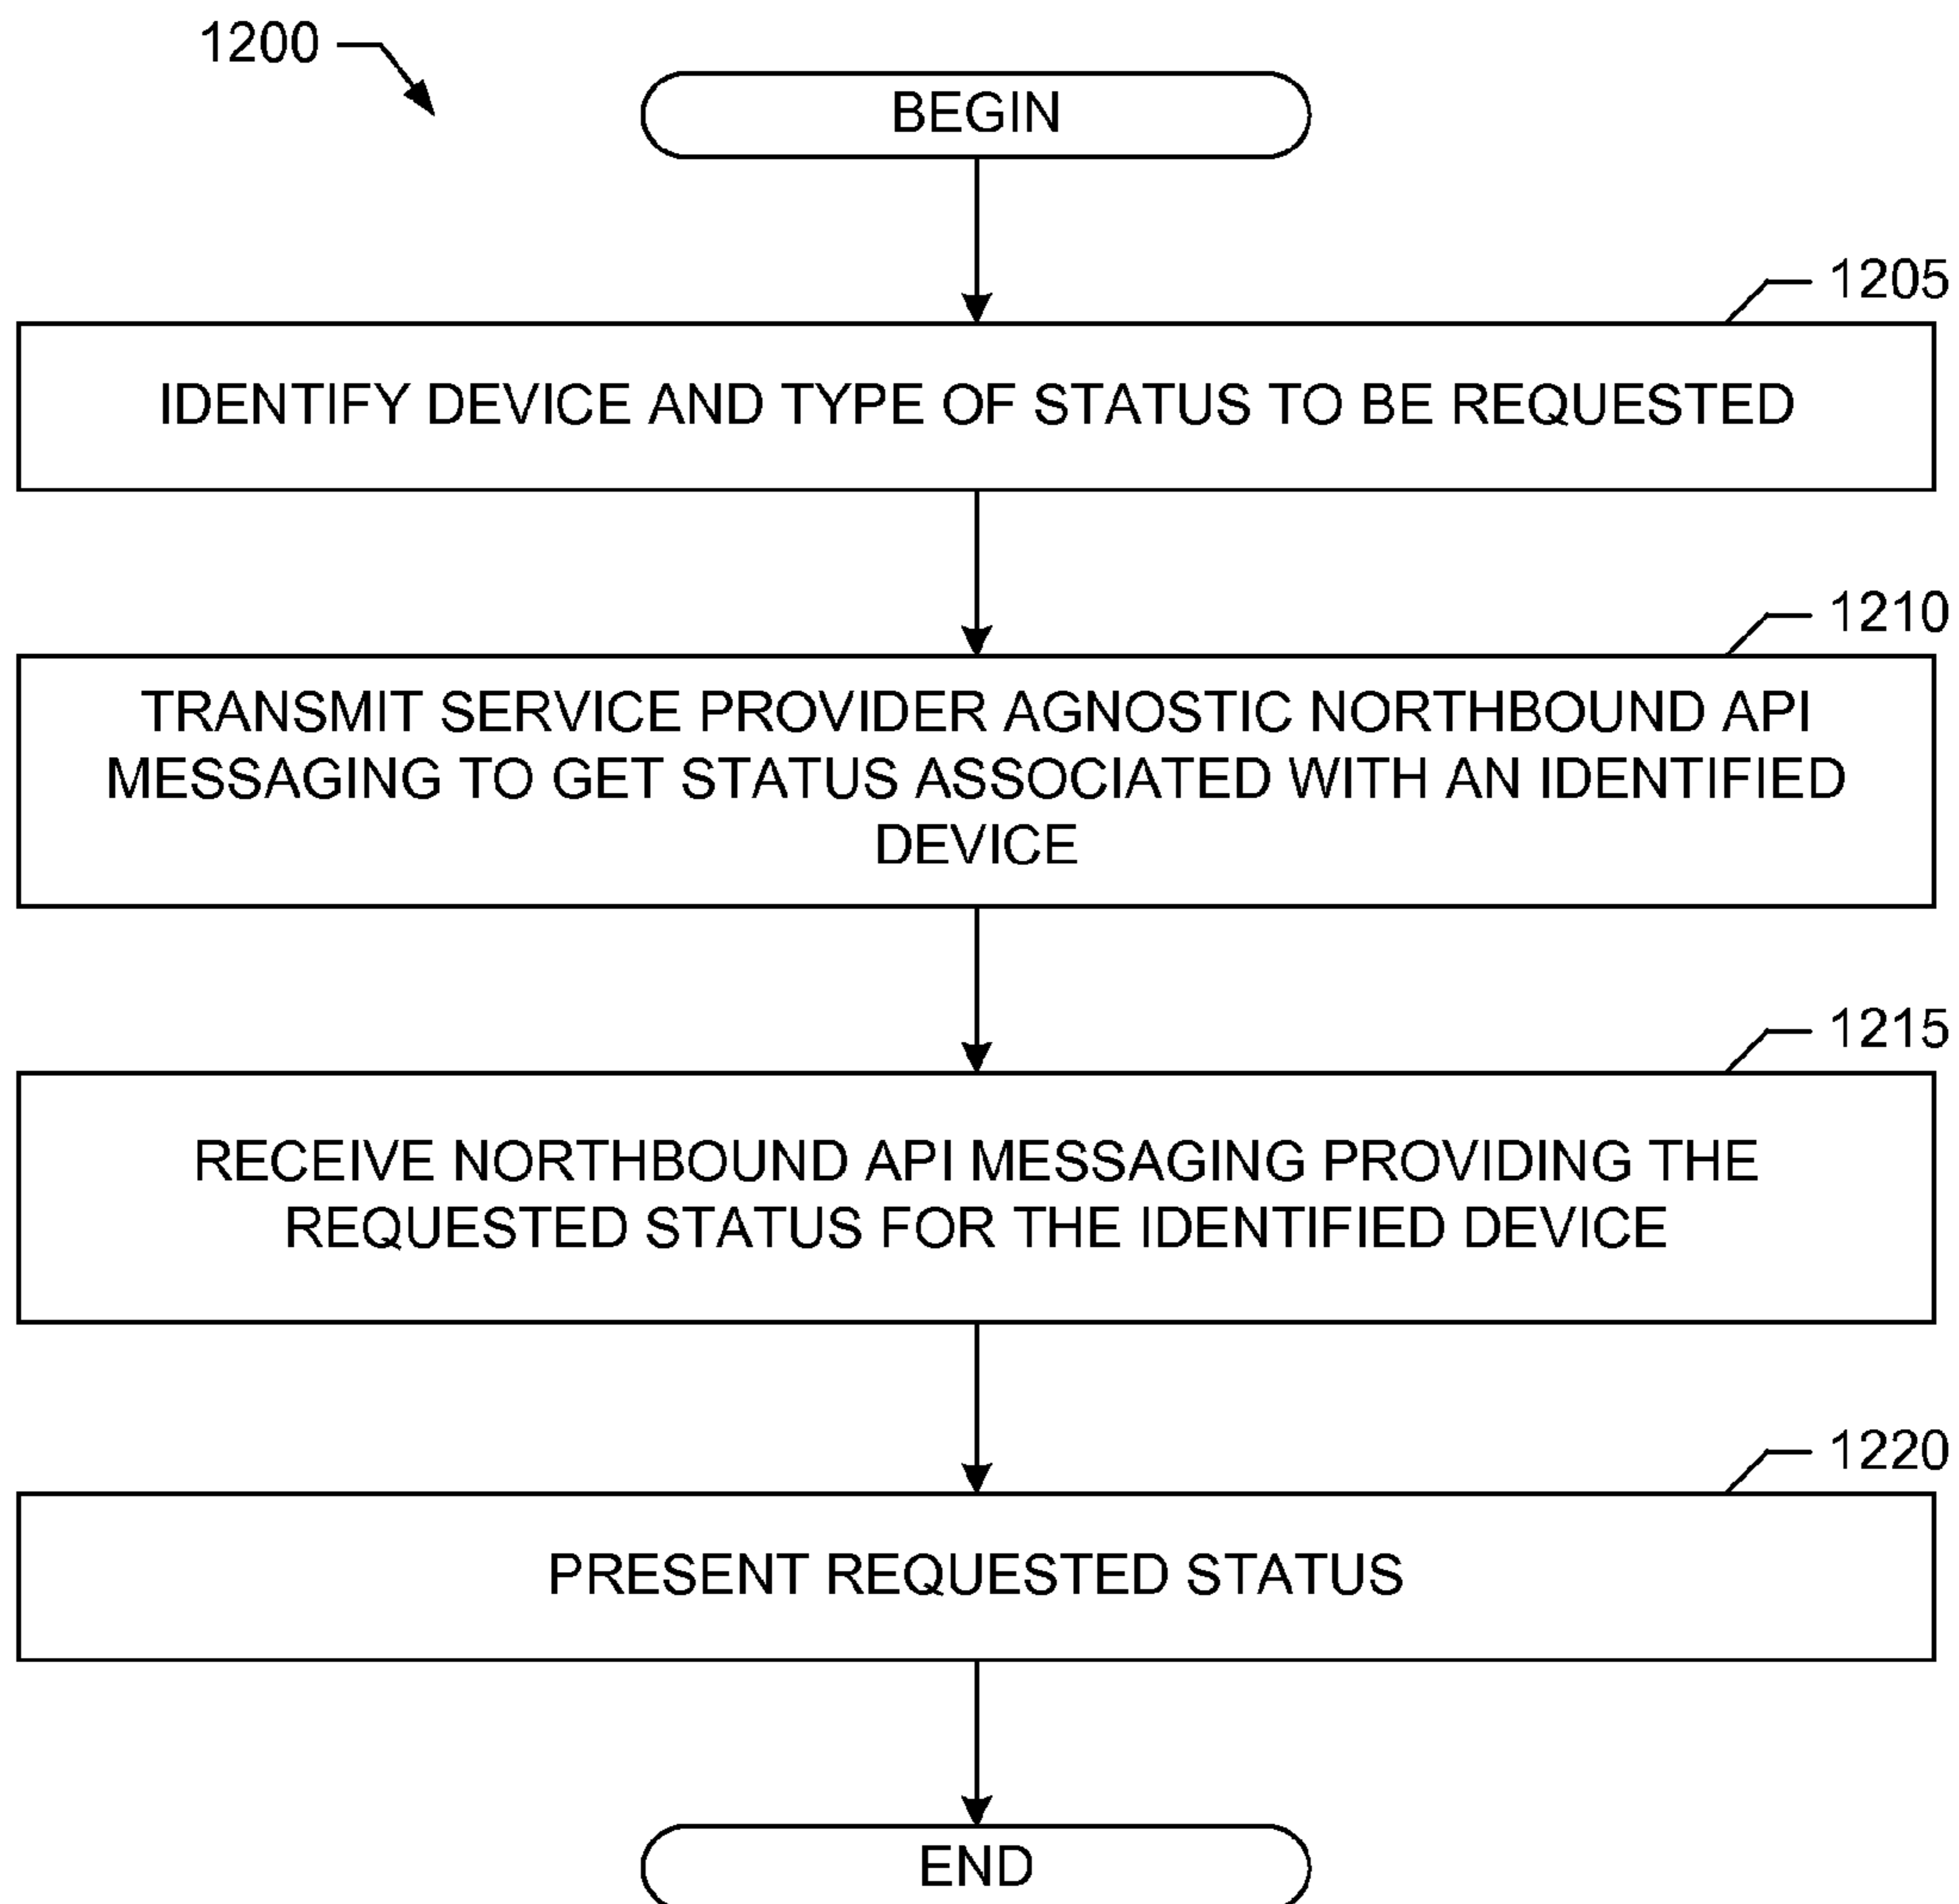 1200
BEGIN
1205
IDENTIFY DEVICE AND TYPE OF STATUS TO BE REQUESTED
1210
TRANSMIT SERVICE PROVIDER AGNOSTIC NORTHBOUND API
MESSAGING TO GET STATUS ASSOCIATED WITH AN IDENTIFIED
DEVICE
1215
RECEIVE NORTHBOUND API MESSAGING PROVIDING THE
REQUESTED STATUS FOR THE IDENTIFIED DEVICE
1220
PRESENT REQUESTED STATUS
END